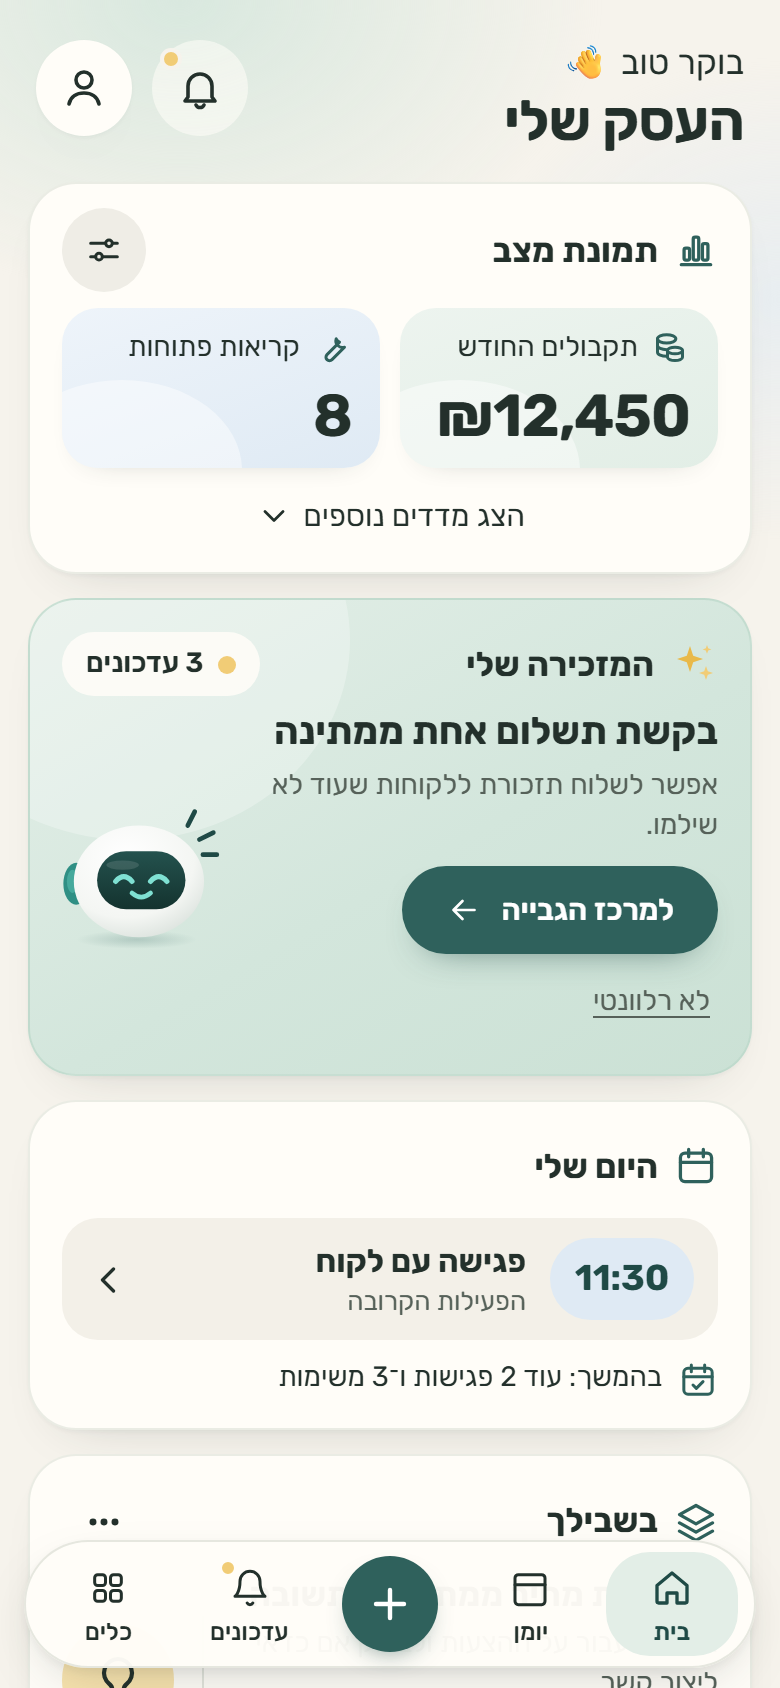 בוקר טוב 👋
העסק שלי
תמונת מצב
תקבולים החודש
₪12,450
קריאות פתוחות
8
הצג מדדים נוספים
המזכירה שלי
3 עדכונים
בקשת תשלום אחת ממתינה
אפשר לשלוח תזכורת ללקוחות שעוד לא
שילמו.
למרכז הגבייה
לא רלוונטי
היום שלי
11:30
פגישה עם לקוח
הפעילות הקרובה
בהמשך: עוד 2 פגישות ו־3 משימות
בשבילך
ליצור קשר
בית
יומן
עדכונים
כלים